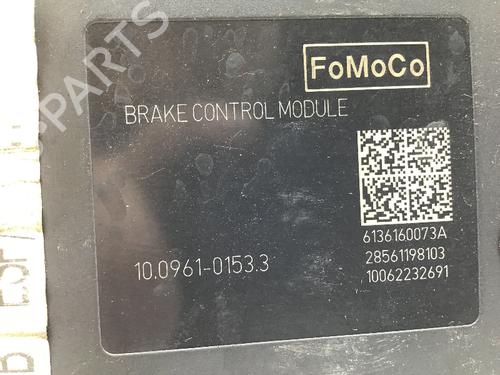 FoMoCo
BRAKE CONTROL MODULE
6136160073A
10.0961-0153.3
28561198103
10062232691